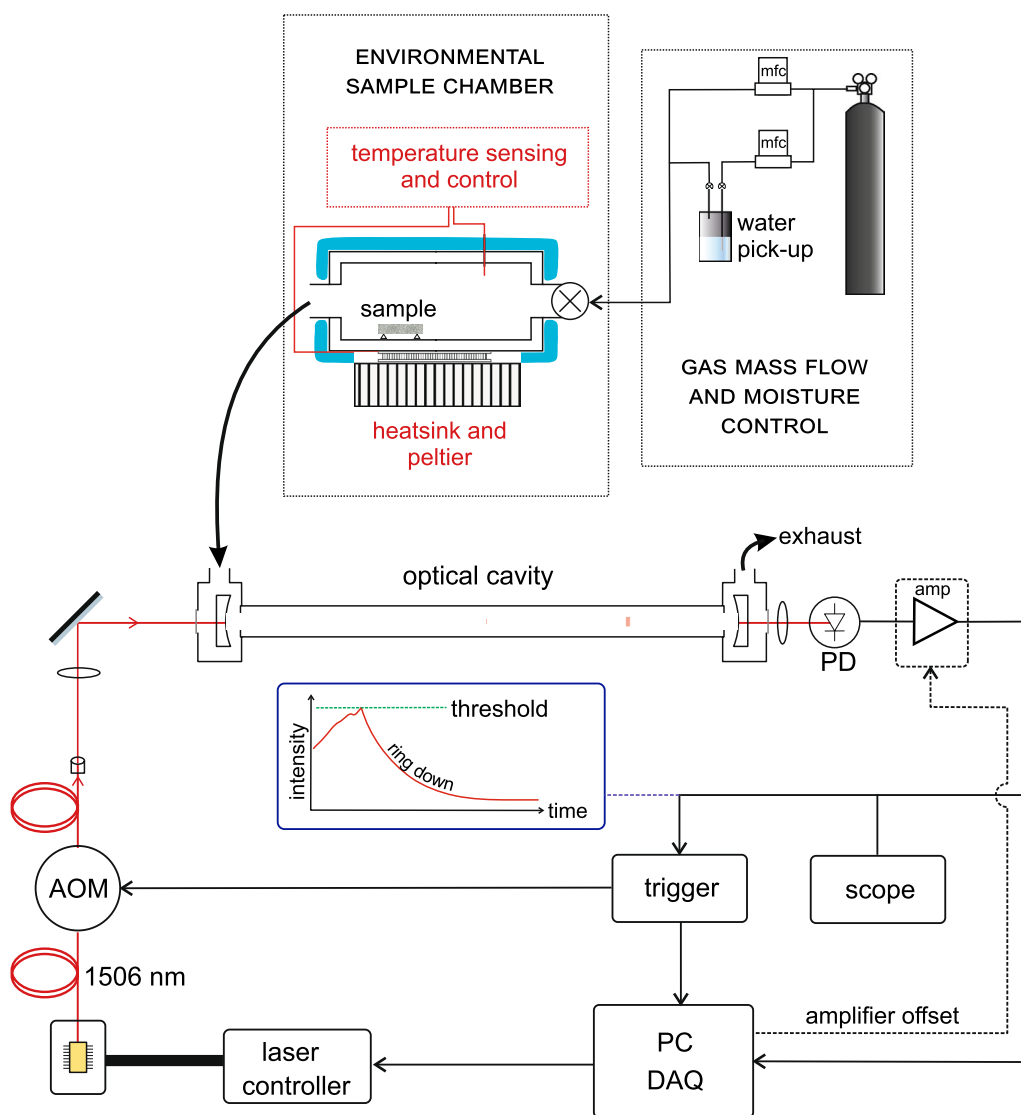 ENVIRONMENTAL
SAMPLE CHAMBER
temperature sensing
and control
sample
heatsink and
peltier
mfc
mfc
water
pick-up
GAS MASS FLOW
AND MOISTURE
CONTROL
exhaust
optical cavity
amp
PD
threshold
intensity
ring down
time
AOM
trigger
scope
1506 nm
amplifier offset
laser
controller
PC
DAQ